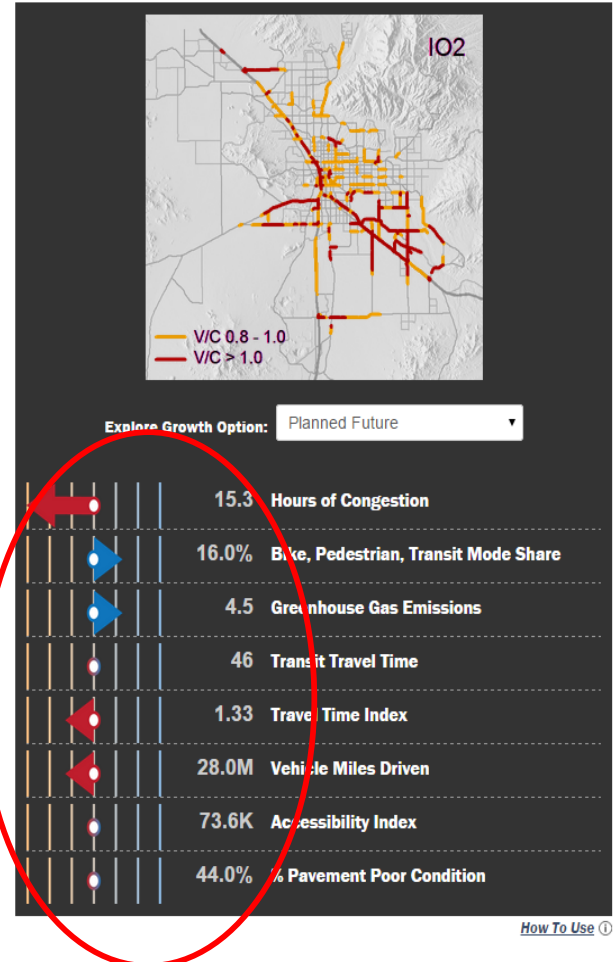 IO2
V/C 0.8 - 1.0
V/C > 1.0
Explore Growth Option: Planned Future
15.3 Hours of Congestion
16.0% Bike, Pedestrian, Transit Mode Share
4.5 Greenhouse Gas Emissions
46 Transit Travel Time
1.33 Travel Time Index
28.0M Vehicle Miles Driven
73.6K Accessibility Index
44.0% % Pavement Poor Condition
How To Use i